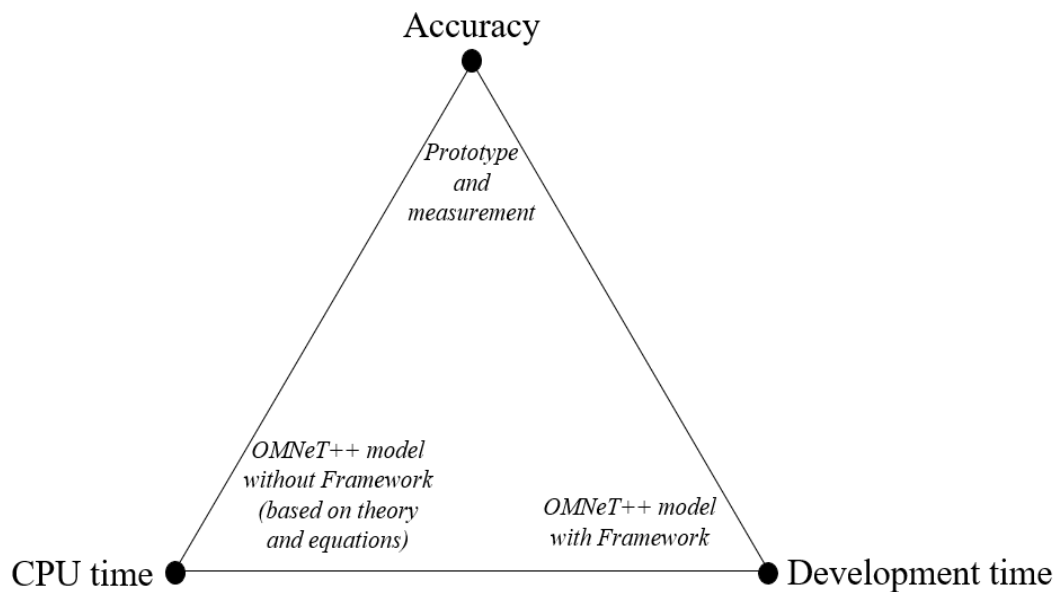 Accuracy
Prototype
and
measurement
OMNeT++ model
without Framework
(based on theory
and equations)
OMNeT++ model
with Framework
CPU time
Development time